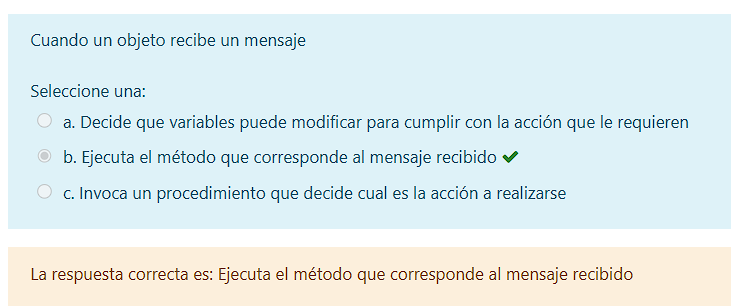 Cuando un objeto recibe un mensaje
Seleccione una:
a. Decide que variables puede modificar para cumplir con la acción que le requieren
b. Ejecuta el método que corresponde al mensaje recibido
c. Invoca un procedimiento que decide cual es la acción a realizarse
La respuesta correcta es: Ejecuta el método que corresponde al mensaje recibido